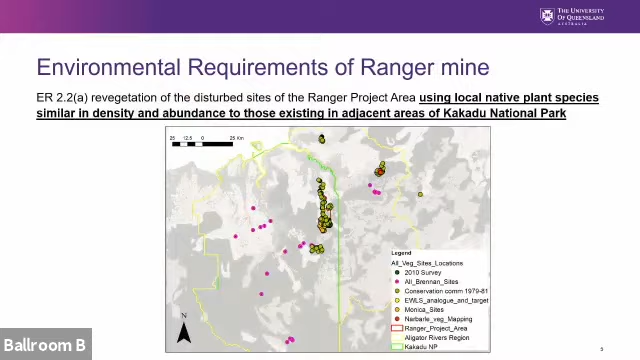 THE UNIVERSITY
OF QUEENSLAND
AUSTRALIA
Environmental Requirements of Ranger mine
ER 2.2(a) revegetation of the disturbed sites of the Ranger Project Area using local native plant species
similar in density and abundance to those existing in adjacent areas of Kakadu National Park
25 12.5 0 25 Km
Legend
All_Veg_Sites_Locations
2010 Survey
All_Brennan_Sites
Conservation comm 1979-81
EWLS_analogue_and_target
Monica_Sites
Narbarle_veg_Mapping
Ranger_Project_Area
Alligator Rivers Region
Kakadu NP
N
Ballroom B
5